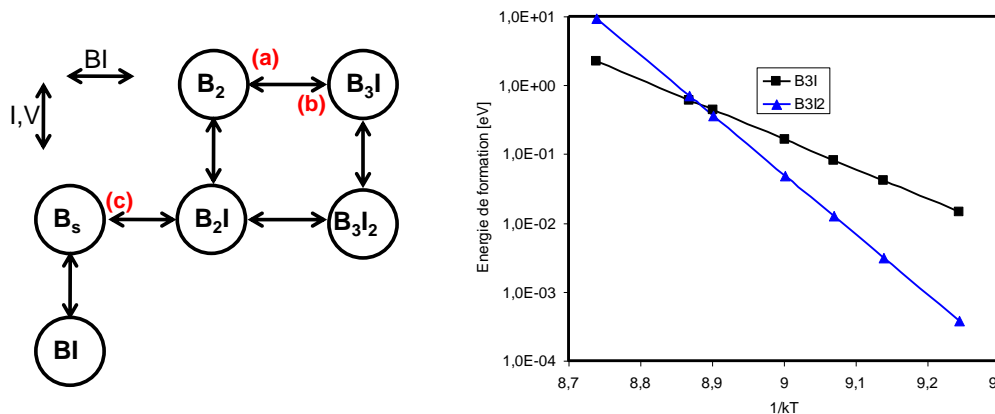 BI
I,V
(a)
(b)
(c)
B2
B3I
Bs
B2I
B3I2
BI
Energie de formation [eV]
1,0E+01
1,0E+00
1,0E-01
1,0E-02
1,0E-03
1,0E-04
B3I
B3I2
8,7 8,8 8,9 9 9,1 9,2 9
1/kT